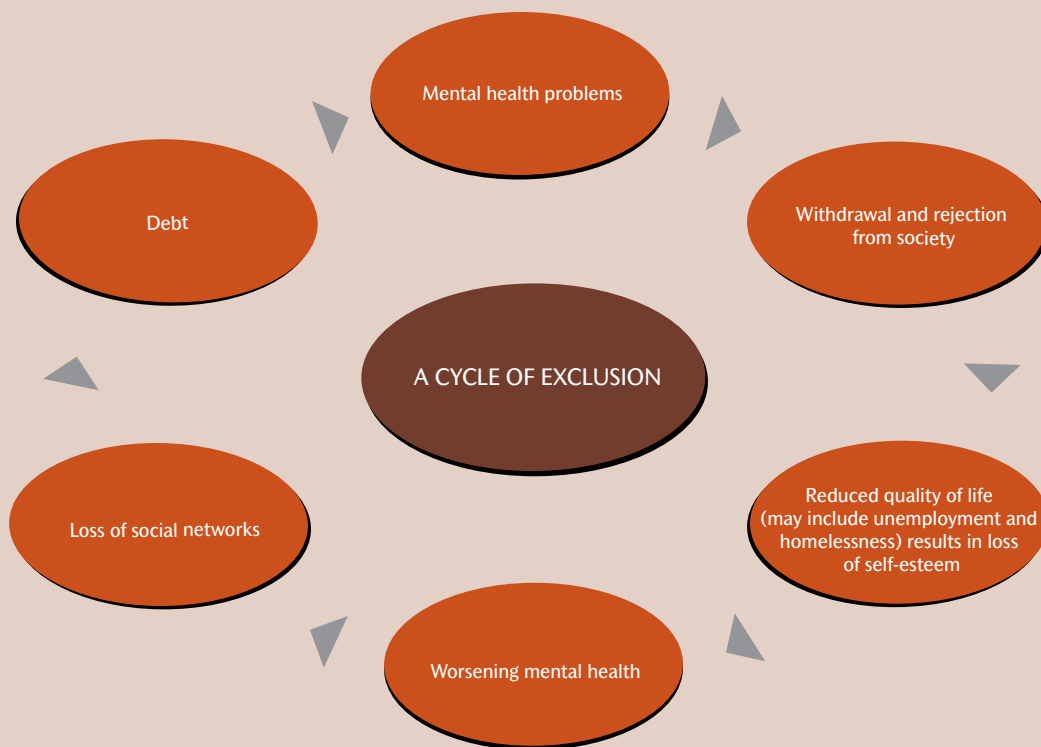 Mental health problems
Withdrawal and rejection
from society
Debt
A CYCLE OF EXCLUSION
Reduced quality of life
(may include unemployment and
homelessness) results in loss
of self-esteem
Loss of social networks
Worsening mental health